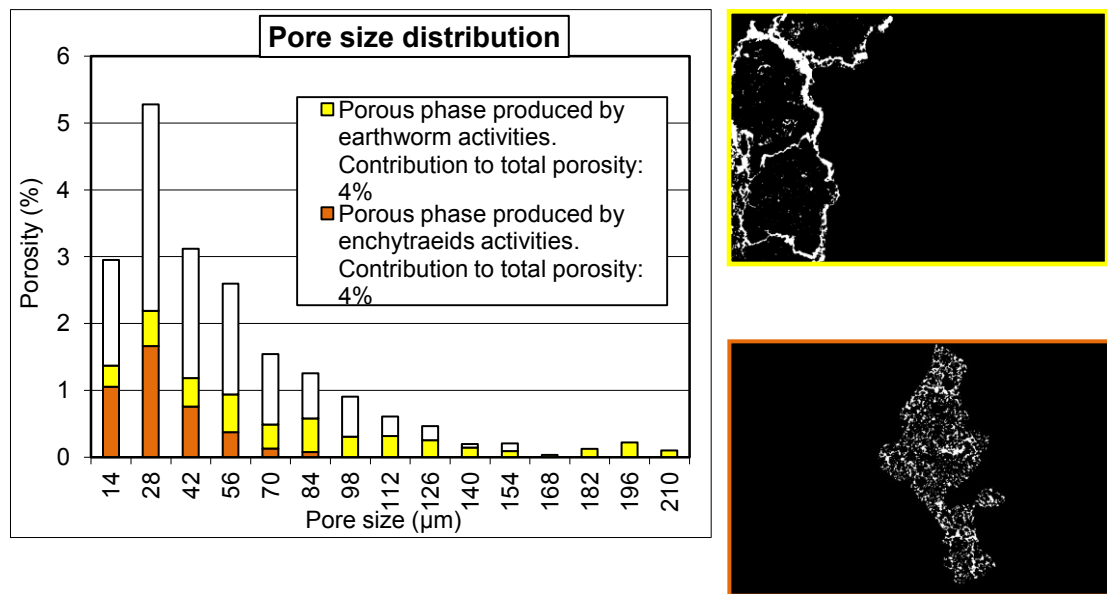 Pore size distribution
6
5
4
3
2
1
0
Porosity (%)
Porous phase produced by
earthworm activities.
Contribution to total porosity:
4%
Porous phase produced by
enchytraeids activities.
Contribution to total porosity:
4%
14 28 42 56 70 84 98 112 126 140 154 168 182 196 210
Pore size (µm)